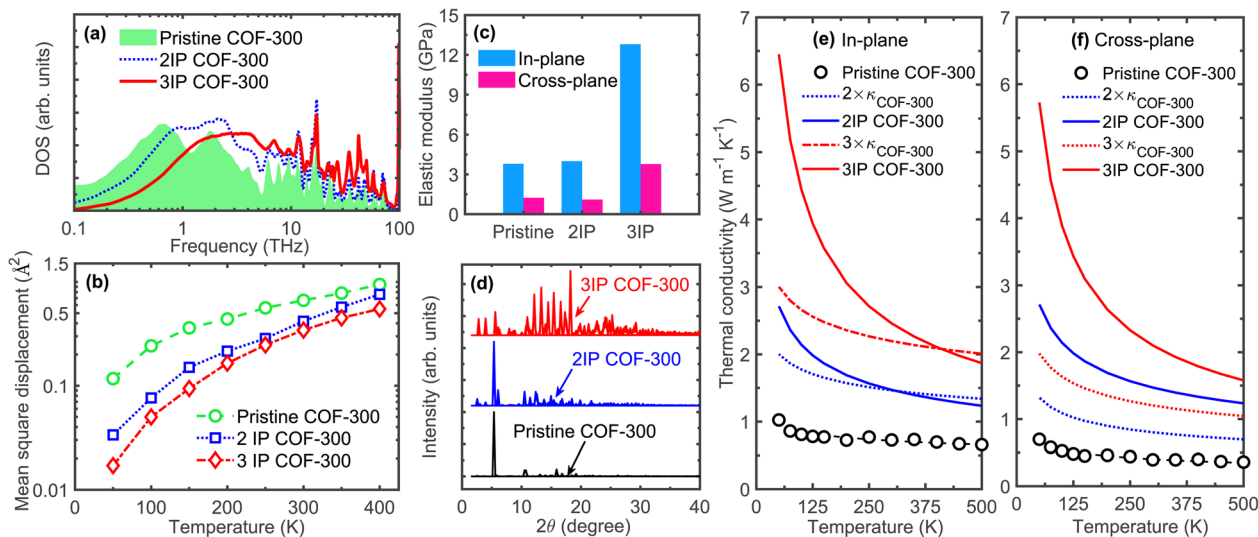 (a)
Pristine COF-300
2IP COF-300
3IP COF-300
DOS (arb. units)
0.1 1 10 100
Frequency (THz)
(b)
Mean square displacement (Å²)
1.5
0.5
0.1
0.01
Pristine COF-300
2 IP COF-300
3 IP COF-300
0 50 100 150 200 250 300 350 400
Temperature (K)
(c)
In-plane
Cross-plane
Elastic modulus (GPa)
15
12
9
6
3
0
Pristine 2IP 3IP
(d)
3IP COF-300
2IP COF-300
Pristine COF-300
Intensity (arb. units)
0 10 20 30 40
2θ (degree)
(e) In-plane
Pristine COF-300
2×κCOF-300
2IP COF-300
3×κCOF-300
3IP COF-300
Thermal conductivity (W m⁻¹ K⁻¹)
7
6
5
4
3
2
1
0
0 125 250 375 500
Temperature (K)
(f) Cross-plane
Pristine COF-300
2×κCOF-300
2IP COF-300
3×κCOF-300
3IP COF-300
7
6
5
4
3
2
1
0
0 125 250 375 500
Temperature (K)